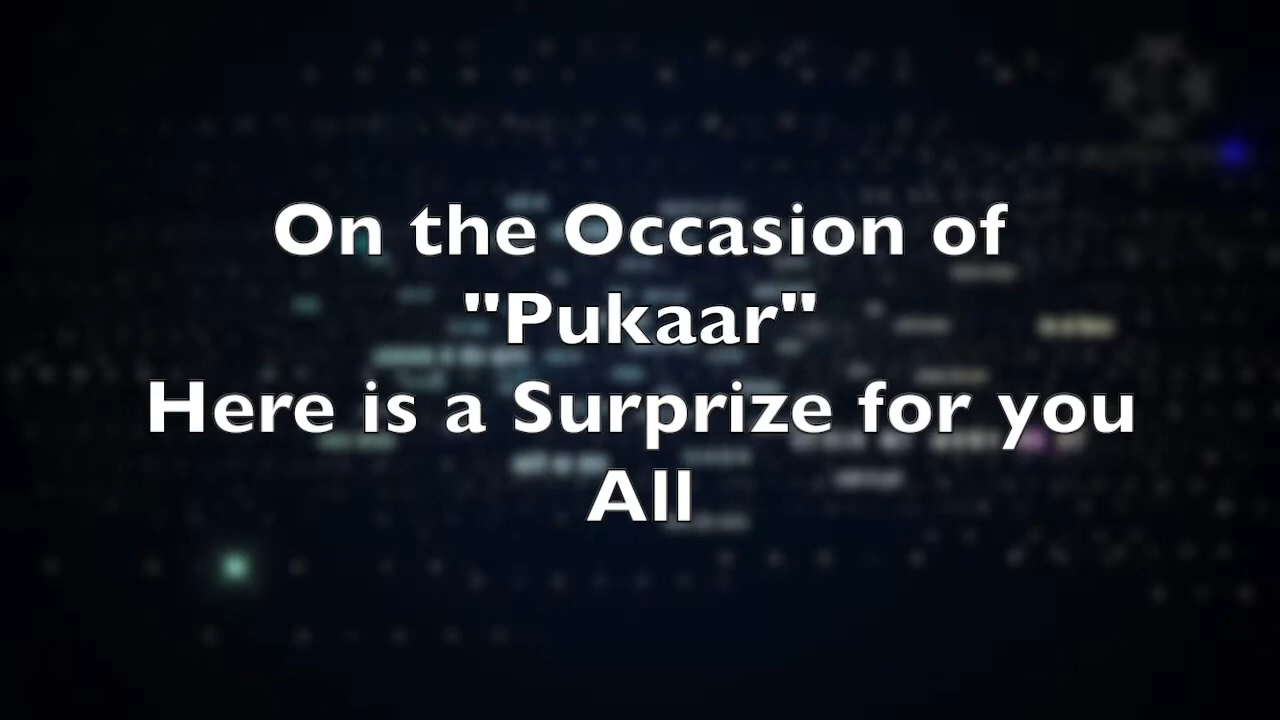 On the Occasion of
"Pukaar"
Here is a Surprize for you
All